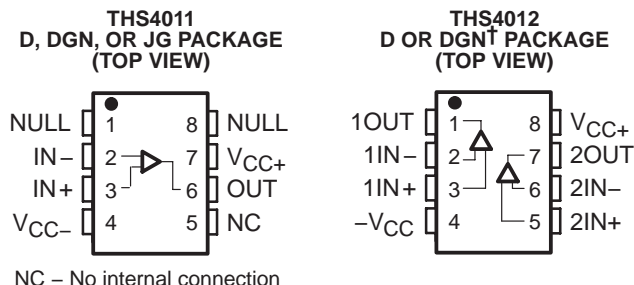 THS4011
D, DGN, OR JG PACKAGE
(TOP VIEW)
NULL 1 8 NULL
IN− 2 7 VCC+
IN+ 3 6 OUT
VCC− 4 5 NC
NC − No internal connection
THS4012
D OR DGN† PACKAGE
(TOP VIEW)
1OUT 1 8 VCC+
1IN− 2 7 2OUT
1IN+ 3 6 2IN−
−VCC 4 5 2IN+